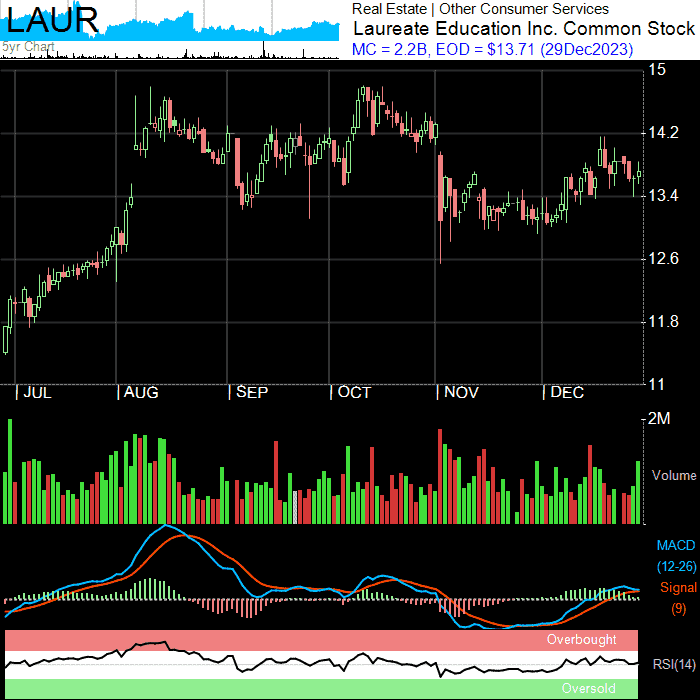 LAUR
5yr Chart
Real Estate | Other Consumer Services
Laureate Education Inc. Common Stock
MC = 2.2B, EOD = $13.71 (29Dec2023)
15
14.2
13.4
12.6
11.8
11
JUL AUG SEP OCT NOV DEC
2M
Volume
MACD
(12-26)
Signal
(9)
Overbought
RSI(14)
Oversold